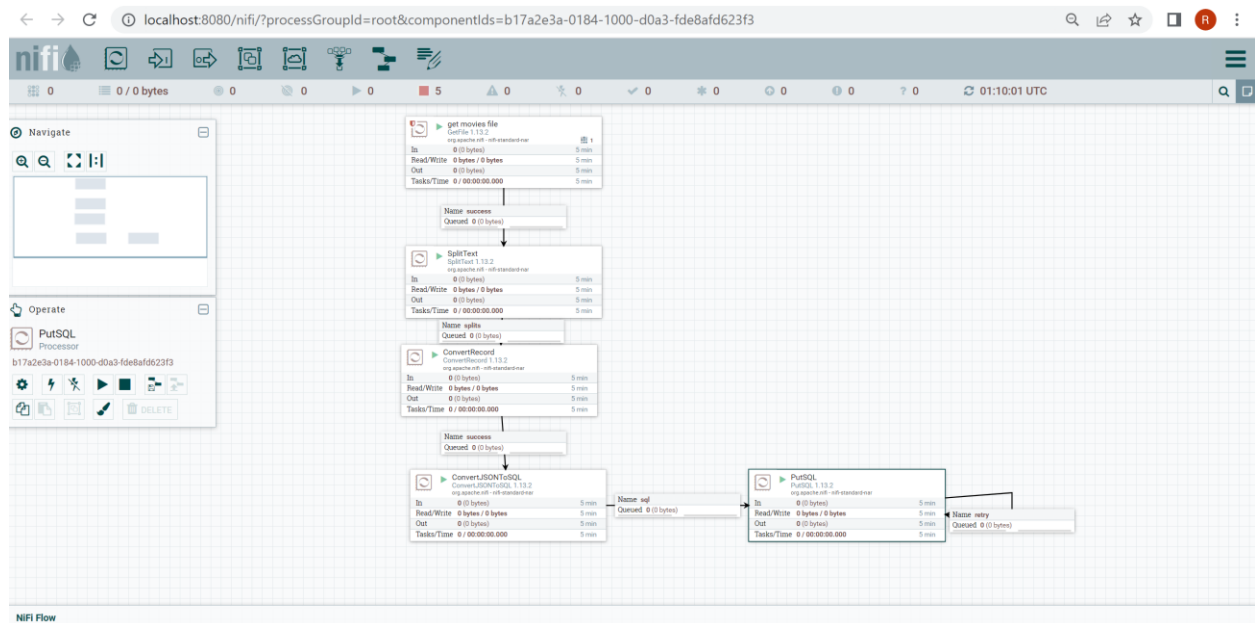 localhost:8080/nifi/?processGroupId=root&componentIds=b17a2e3a-0184-1000-d0a3-fde8afd623f3
R
nifi
0
0 / 0 bytes
0
0
0
5
0
0
0
0
0
0
? 0
01:10:01 UTC
Navigate
Operate
PutSQL
Processor
b17a2e3a-0184-1000-d0a3-fde8afd623f3
DELETE
get movies file
GetFile 1.13.2
org.apache.nifi - nifi-standard-nar
1
In 0 (0 bytes) 5 min
Read/Write 0 bytes / 0 bytes 5 min
Out 0 (0 bytes) 5 min
Tasks/Time 0 / 00:00:00.000 5 min
Name success
Queued 0 (0 bytes)
SplitText
SplitText 1.13.2
org.apache.nifi - nifi-standard-nar
In 0 (0 bytes) 5 min
Read/Write 0 bytes / 0 bytes 5 min
Out 0 (0 bytes) 5 min
Tasks/Time 0 / 00:00:00.000 5 min
Name splits
Queued 0 (0 bytes)
ConvertRecord
ConvertRecord 1.13.2
org.apache.nifi - nifi-standard-nar
In 0 (0 bytes) 5 min
Read/Write 0 bytes / 0 bytes 5 min
Out 0 (0 bytes) 5 min
Tasks/Time 0 / 00:00:00.000 5 min
Name success
Queued 0 (0 bytes)
ConvertJSONToSQL
ConvertJSONToSQL 1.13.2
org.apache.nifi - nifi-standard-nar
In 0 (0 bytes) 5 min
Read/Write 0 bytes / 0 bytes 5 min
Out 0 (0 bytes) 5 min
Tasks/Time 0 / 00:00:00.000 5 min
Name sql
Queued 0 (0 bytes)
PutSQL
PutSQL 1.13.2
org.apache.nifi - nifi-standard-nar
In 0 (0 bytes) 5 min
Read/Write 0 bytes / 0 bytes 5 min
Out 0 (0 bytes) 5 min
Tasks/Time 0 / 00:00:00.000 5 min
Name retry
Queued 0 (0 bytes)
NiFi Flow